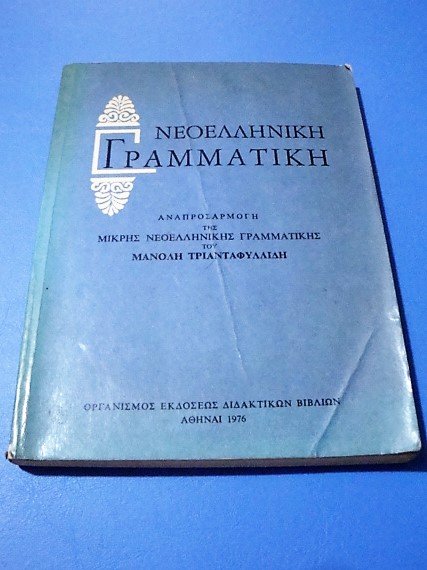 ΝΕΟΕΛΛΗΝΙΚΗ
ΓΡΑΜΜΑΤΙΚΗ
ΑΝΑΠΡΟΣΑΡΜΟΓΗ
ΤΗΣ
ΜΙΚΡΗΣ ΝΕΟΕΛΛΗΝΙΚΗΣ ΓΡΑΜΜΑΤΙΚΗΣ
ΤΟΥ
ΜΑΝΟΛΗ ΤΡΙΑΝΤΑΦΥΛΛΙΔΗ
ΟΡΓΑΝΙΣΜΟΣ ΕΚΔΟΣΕΩΣ ΔΙΔΑΚΤΙΚΩΝ ΒΙΒΛΙΩΝ
ΑΘΗΝΑΙ 1976